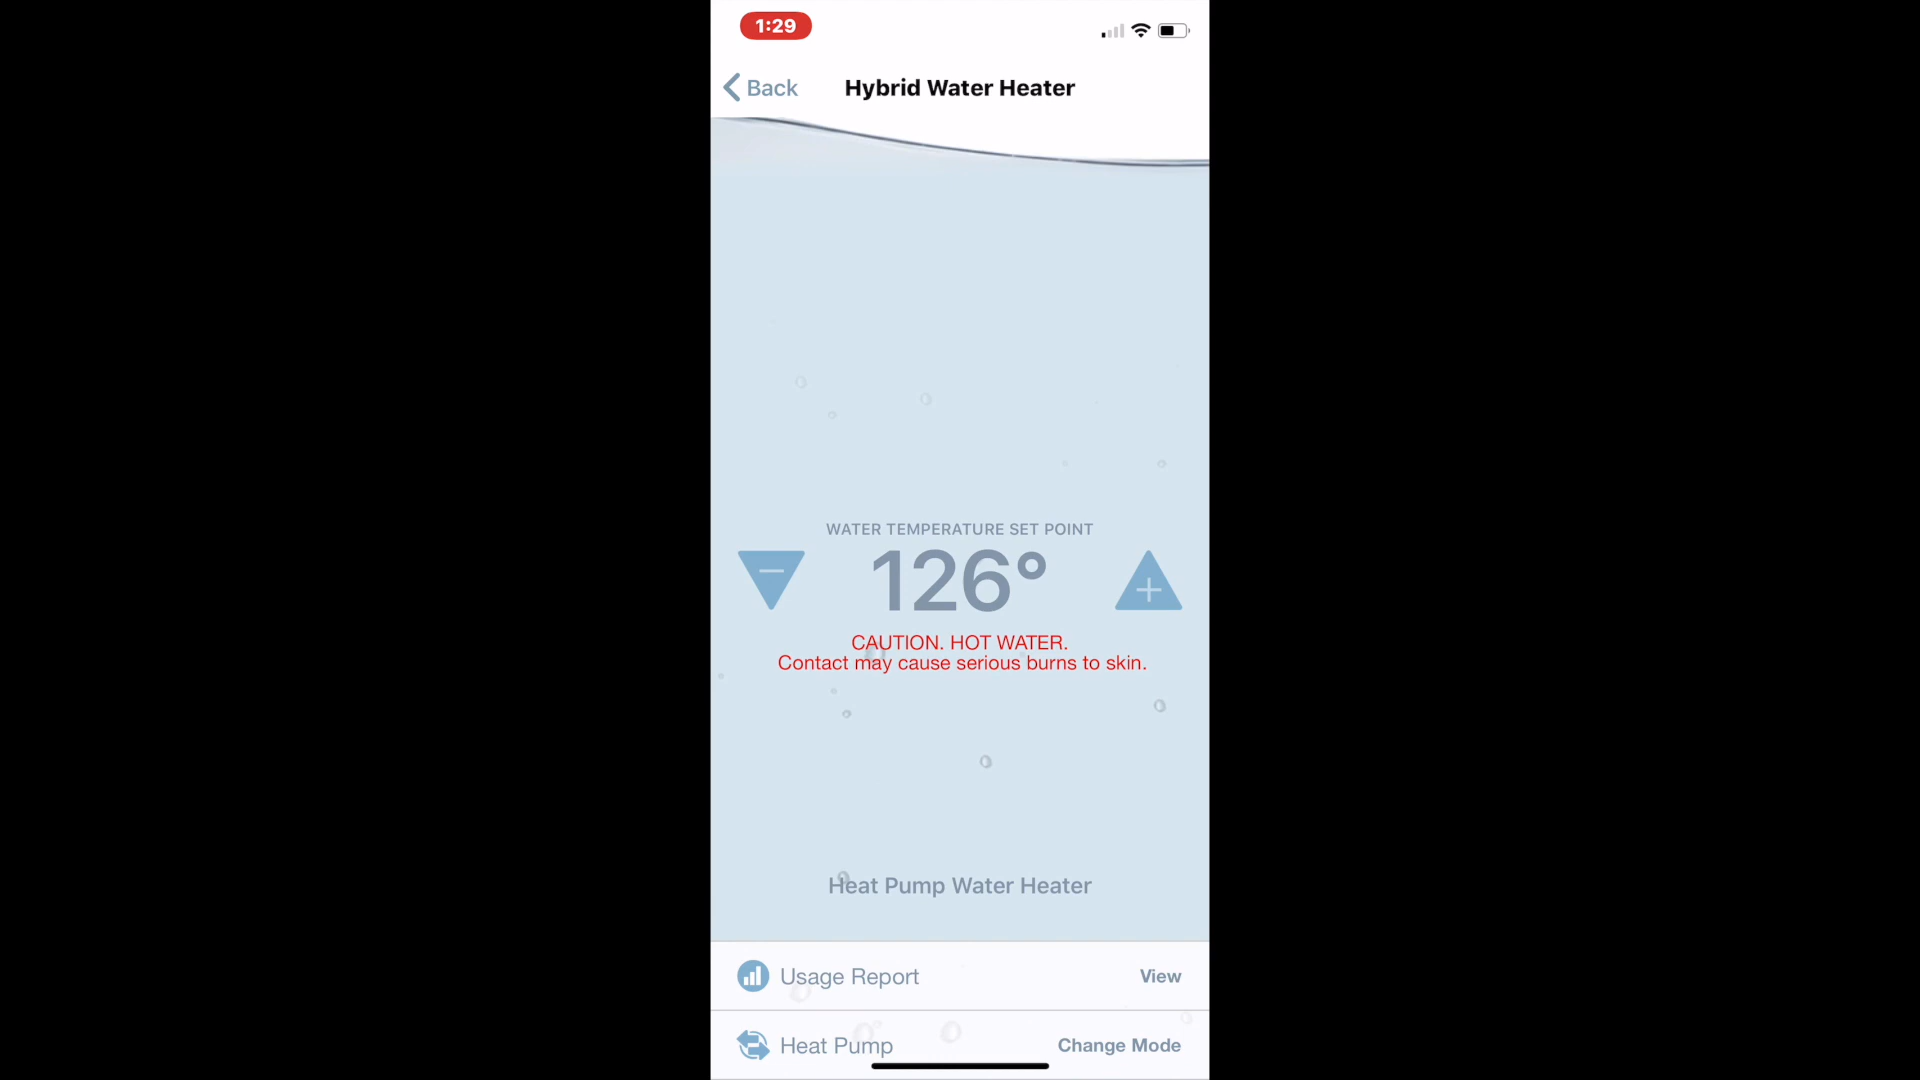 1:29
Back
Hybrid Water Heater
WATER TEMPERATURE SET POINT
126°
CAUTION. HOT WATER.
Contact may cause serious burns to skin.
Heat Pump Water Heater
Usage Report
View
Heat Pump
Change Mode